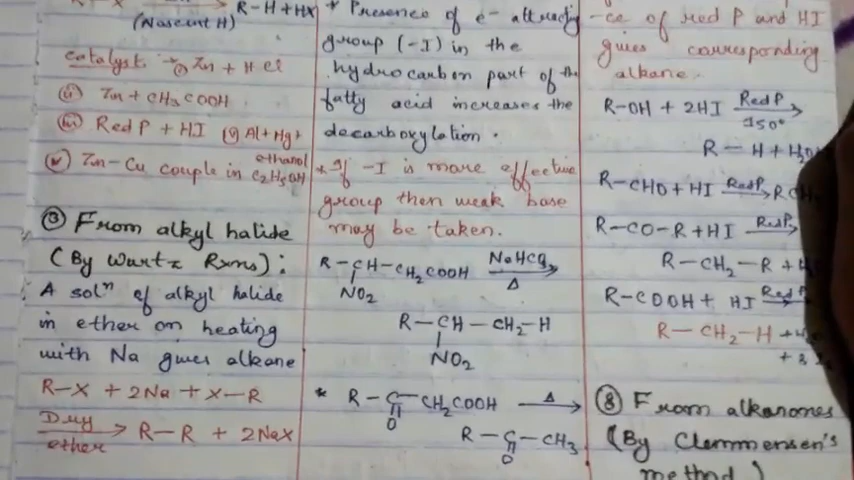 R-H + HX
(Nascent H)
catalyst → (i) Zn + HCl
(ii) Zn + CH3COOH
(iii) Red P + HI (iv) Al + Hg +
ethanol
(v) Zn-Cu couple in C2H5OH
③ From alkyl halide
(By Wurtz Rxns):
A solⁿ of alkyl halide
in ether on heating
with Na gives alkane
R-X + 2Na + X-R
Dry
ether → R-R + 2NaX
* Presence of e- attracting
group (-I) in the
hydrocarbon part of the
fatty acid increases the
decarboxylation.
* If -I is more effective
group then weak base
may be taken.
R-CH-CH2COOH NaHCO3 →
NO2 Δ
R-CH-CH2-H
NO2
* R-C-CH2COOH Δ →
O
R-C-CH3
O
-ce of red P and HI
gives corresponding
alkane.
R-OH + 2HI Red P →
150°
R-H + H2O
R-CHO + HI Red P →
R-CO-R + HI Red P →
R-CH2-R +
R-COOH + HI Red P →
R-CH2-H +
⑧ From alkanones
(By Clemmensen's
method)